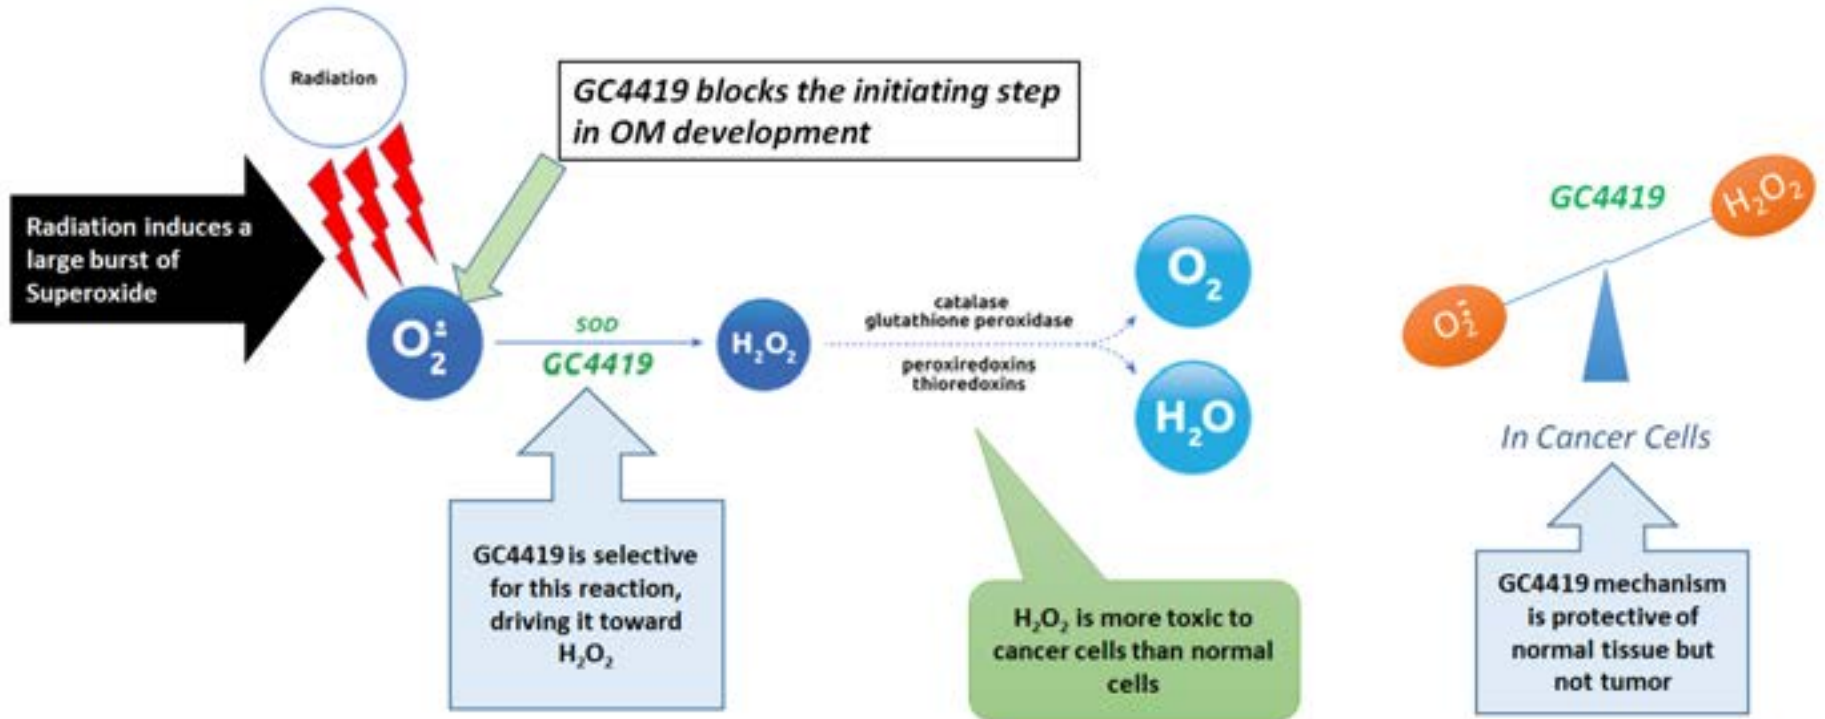 Radiation
GC4419 blocks the initiating step
in OM development
Radiation induces a
large burst of
Superoxide
O₂∸
SOD
GC4419
H₂O₂
catalase
glutathione peroxidase
peroxiredoxins
thioredoxins
O₂
H₂O
GC4419
H₂O₂
O₂∸
In Cancer Cells
GC4419 is selective
for this reaction,
driving it toward
H₂O₂
H₂O₂ is more toxic to
cancer cells than normal
cells
GC4419 mechanism
is protective of
normal tissue but
not tumor